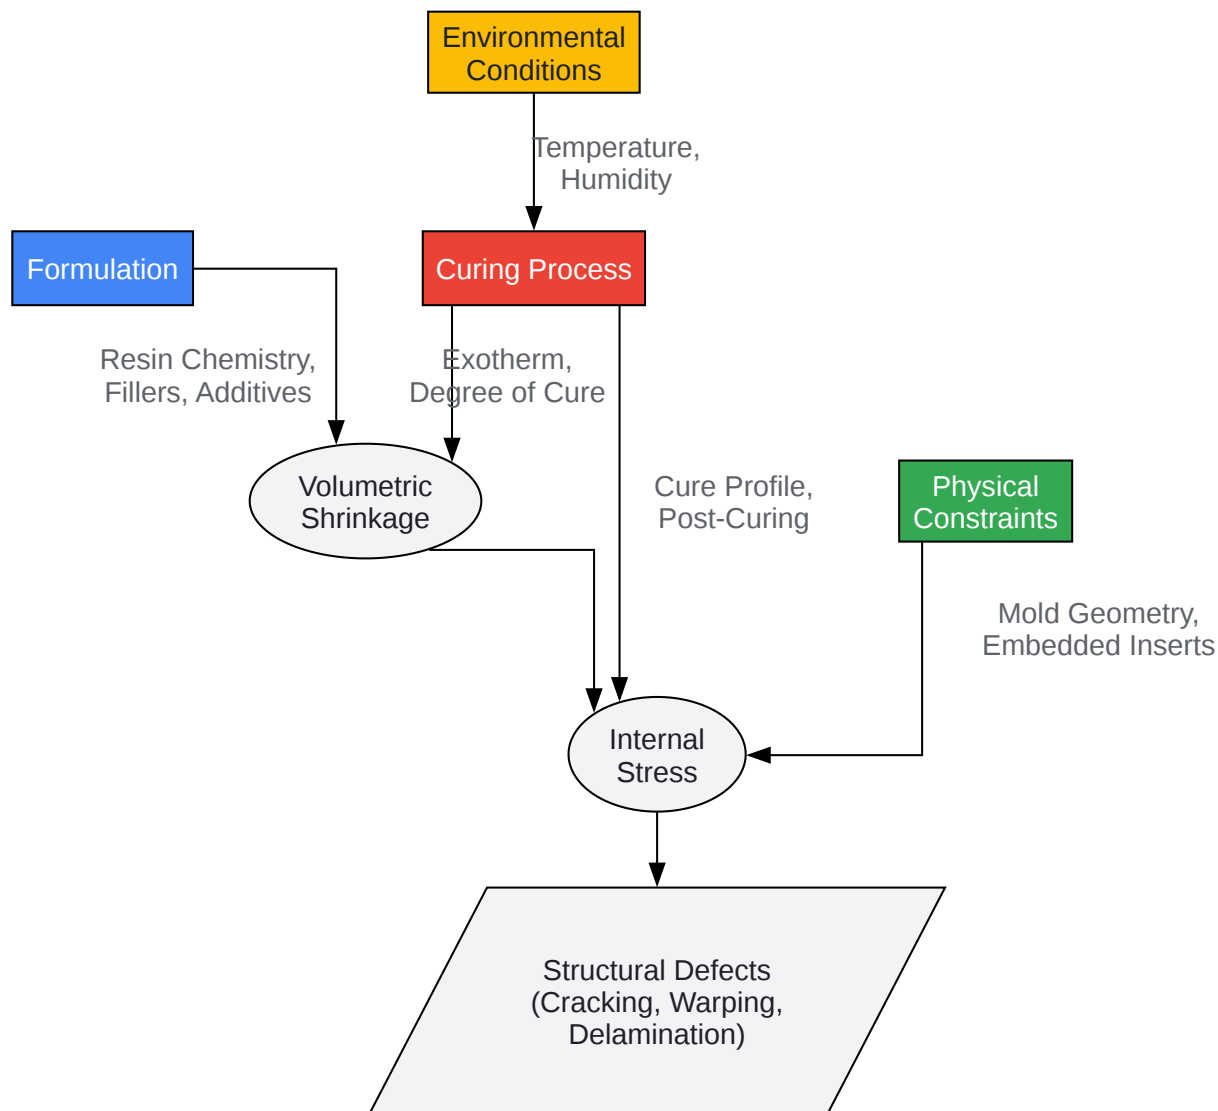 Environmental
Conditions
Temperature,
Humidity
Formulation
Curing Process
Resin Chemistry,
Fillers, Additives
Exotherm,
Degree of Cure
Volumetric
Shrinkage
Cure Profile,
Post-Curing
Physical
Constraints
Mold Geometry,
Embedded Inserts
Internal
Stress
Structural Defects
(Cracking, Warping,
Delamination)